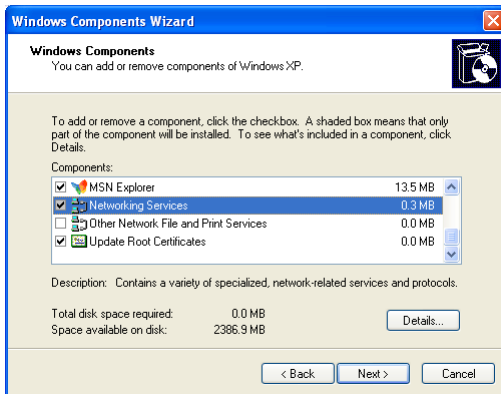 Windows Components Wizard
Windows Components
You can add or remove components of Windows XP.
To add or remove a component, click the checkbox. A shaded box means that only
part of the component will be installed. To see what's included in a component, click
Details.
Components:
MSN Explorer 13.5 MB
Networking Services 0.3 MB
Other Network File and Print Services 0.0 MB
Update Root Certificates 0.0 MB
Description: Contains a variety of specialized, network-related services and protocols.
Total disk space required: 0.0 MB
Space available on disk: 2386.9 MB
Details...
< Back
Next >
Cancel